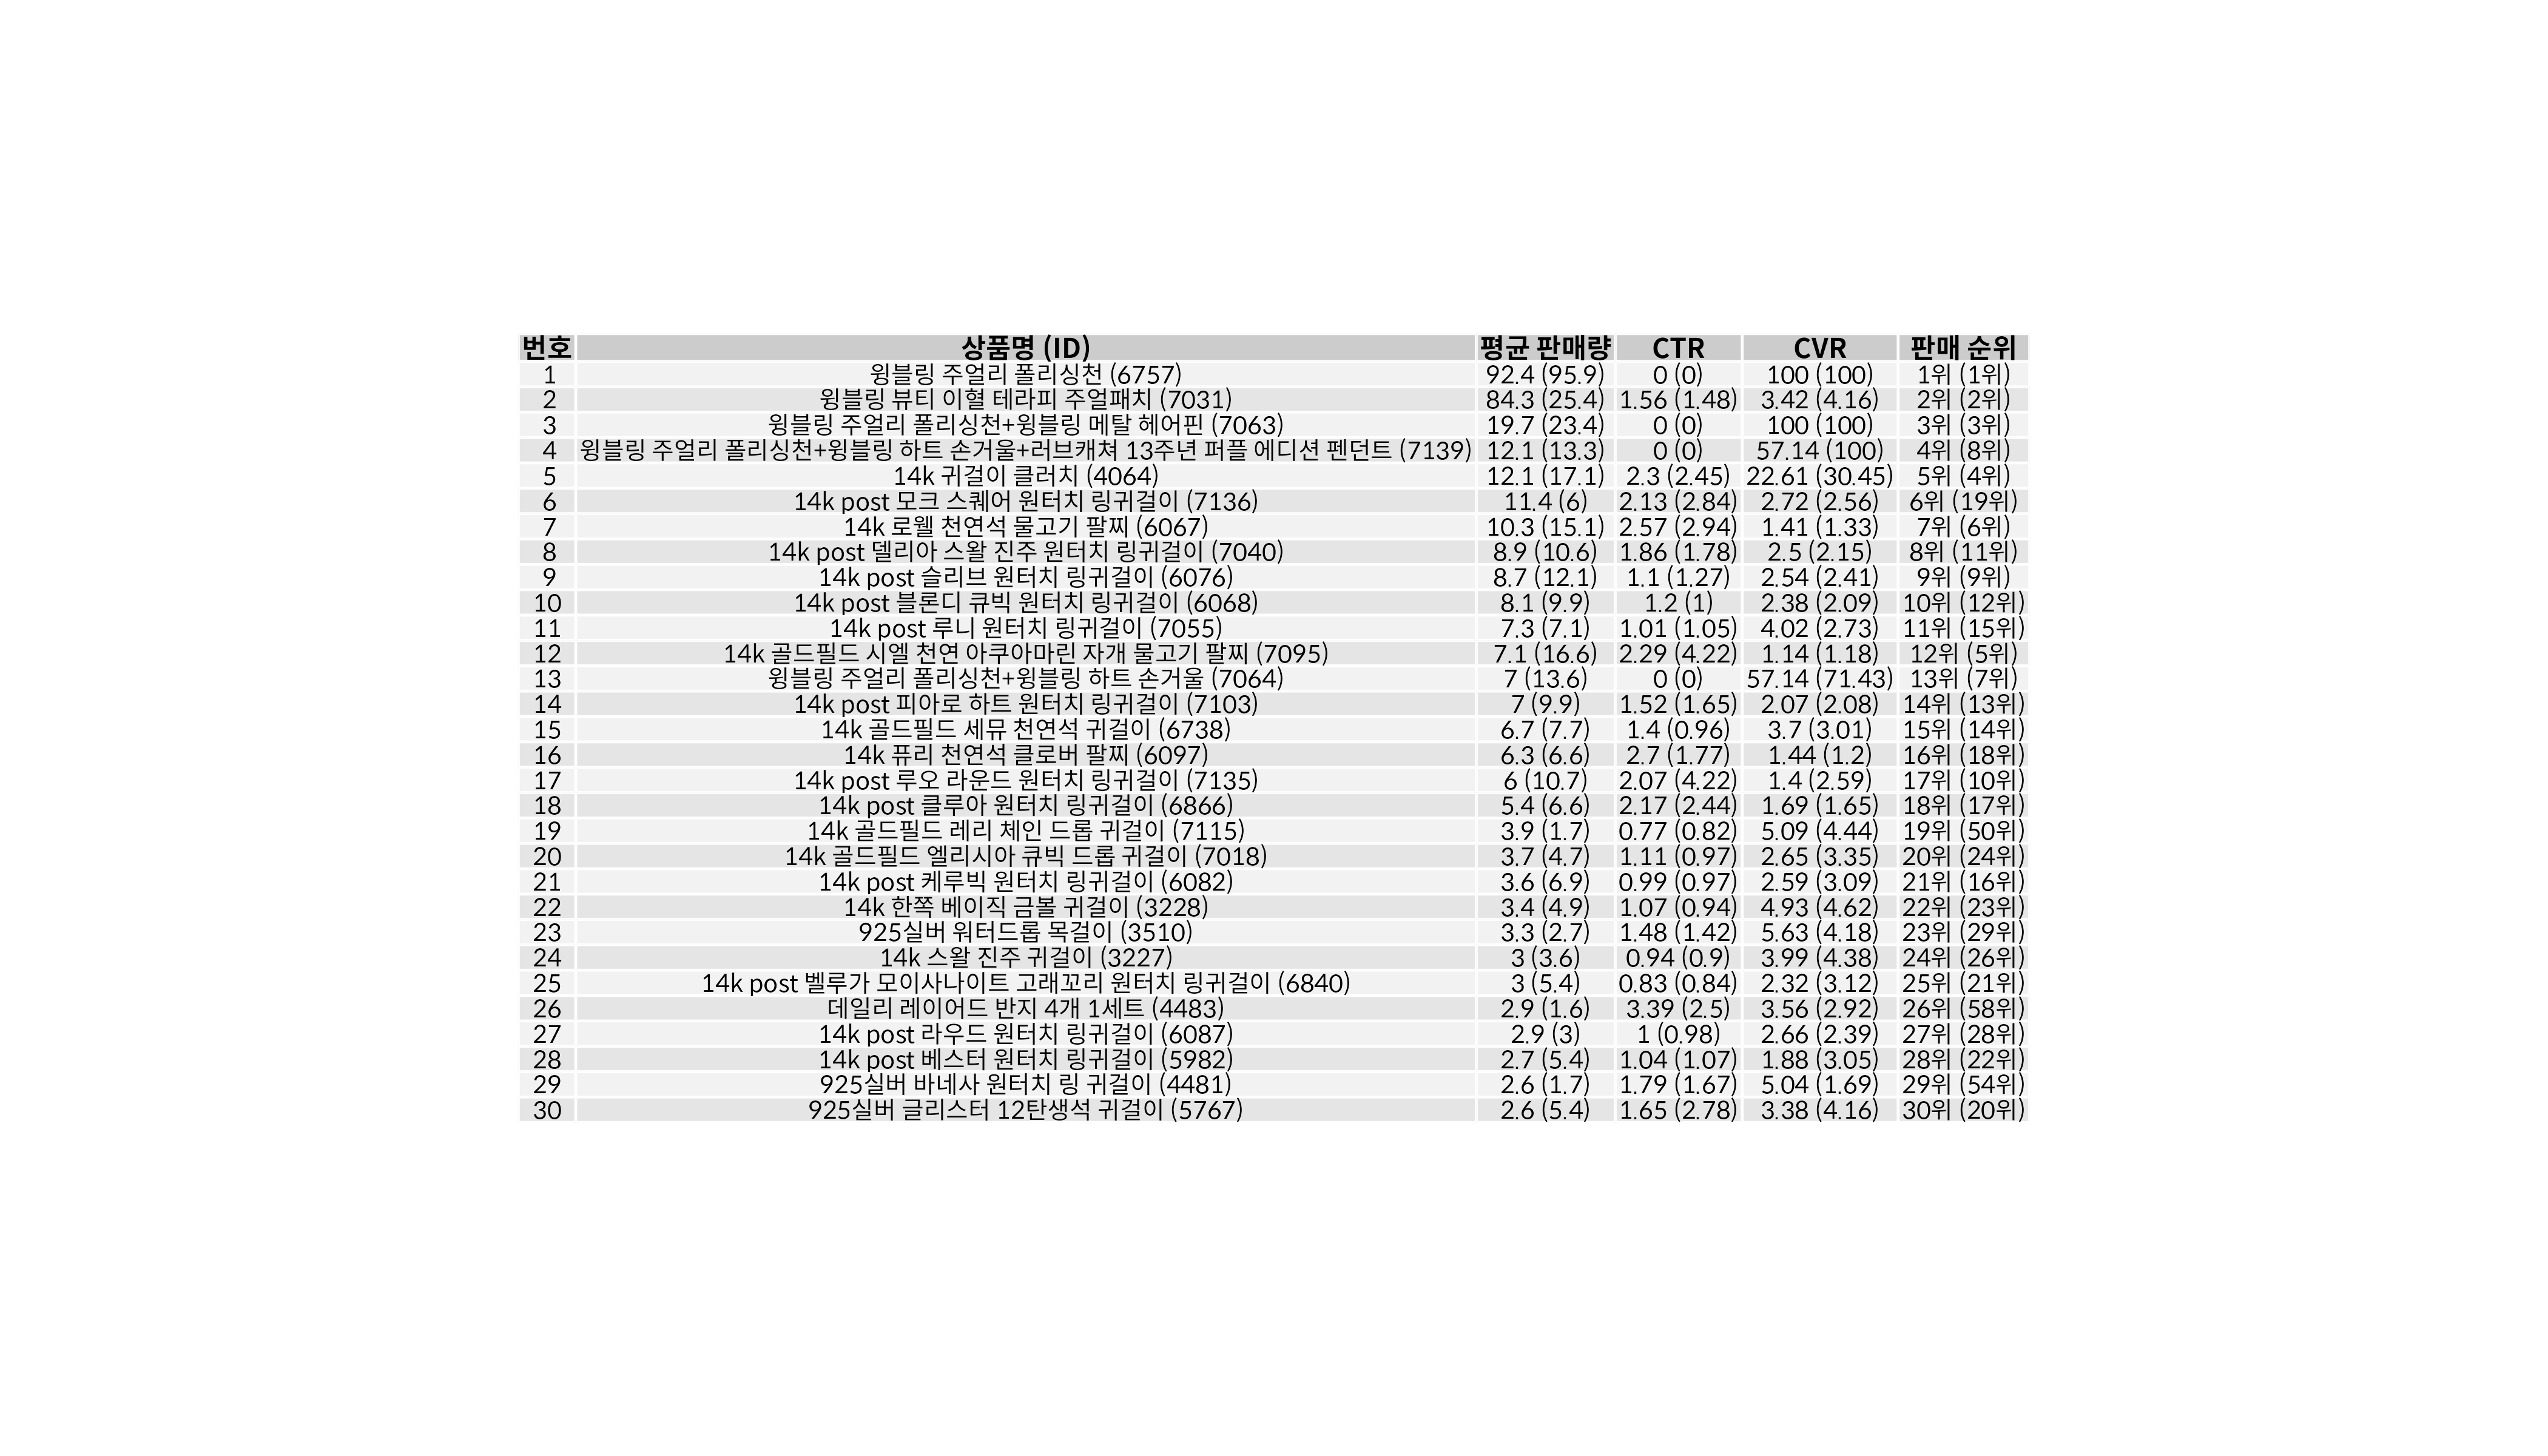 번호 상품명 (ID) 평균 판매량 CTR CVR 판매 순위
1 윙블링 주얼리 폴리싱천 (6757) 92.4 (95.9) 0 (0) 100 (100) 1위 (1위)
2 윙블링 뷰티 이혈 테라피 주얼패치 (7031) 84.3 (25.4) 1.56 (1.48) 3.42 (4.16) 2위 (2위)
3 윙블링 주얼리 폴리싱천+윙블링 메탈 헤어핀 (7063) 19.7 (23.4) 0 (0) 100 (100) 3위 (3위)
4 윙블링 주얼리 폴리싱천+윙블링 하트 손거울+러브캐쳐 13주년 퍼플 에디션 펜던트 (7139) 12.1 (13.3) 0 (0) 57.14 (100) 4위 (8위)
5 14k 귀걸이 클러치 (4064) 12.1 (17.1) 2.3 (2.45) 22.61 (30.45) 5위 (4위)
6 14k post 모크 스퀘어 원터치 링귀걸이 (7136) 11.4 (6) 2.13 (2.84) 2.72 (2.56) 6위 (19위)
7 14k 로웰 천연석 물고기 팔찌 (6067) 10.3 (15.1) 2.57 (2.94) 1.41 (1.33) 7위 (6위)
8 14k post 델리아 스왈 진주 원터치 링귀걸이 (7040) 8.9 (10.6) 1.86 (1.78) 2.5 (2.15) 8위 (11위)
9 14k post 슬리브 원터치 링귀걸이 (6076) 8.7 (12.1) 1.1 (1.27) 2.54 (2.41) 9위 (9위)
10 14k post 블론디 큐빅 원터치 링귀걸이 (6068) 8.1 (9.9) 1.2 (1) 2.38 (2.09) 10위 (12위)
11 14k post 루니 원터치 링귀걸이 (7055) 7.3 (7.1) 1.01 (1.05) 4.02 (2.73) 11위 (15위)
12 14k 골드필드 시엘 천연 아쿠아마린 자개 물고기 팔찌 (7095) 7.1 (16.6) 2.29 (4.22) 1.14 (1.18) 12위 (5위)
13 윙블링 주얼리 폴리싱천+윙블링 하트 손거울 (7064) 7 (13.6) 0 (0) 57.14 (71.43) 13위 (7위)
14 14k post 피아로 하트 원터치 링귀걸이 (7103) 7 (9.9) 1.52 (1.65) 2.07 (2.08) 14위 (13위)
15 14k 골드필드 세뮤 천연석 귀걸이 (6738) 6.7 (7.7) 1.4 (0.96) 3.7 (3.01) 15위 (14위)
16 14k 퓨리 천연석 클로버 팔찌 (6097) 6.3 (6.6) 2.7 (1.77) 1.44 (1.2) 16위 (18위)
17 14k post 루오 라운드 원터치 링귀걸이 (7135) 6 (10.7) 2.07 (4.22) 1.4 (2.59) 17위 (10위)
18 14k post 클루아 원터치 링귀걸이 (6866) 5.4 (6.6) 2.17 (2.44) 1.69 (1.65) 18위 (17위)
19 14k 골드필드 레리 체인 드롭 귀걸이 (7115) 3.9 (1.7) 0.77 (0.82) 5.09 (4.44) 19위 (50위)
20 14k 골드필드 엘리시아 큐빅 드롭 귀걸이 (7018) 3.7 (4.7) 1.11 (0.97) 2.65 (3.35) 20위 (24위)
21 14k post 케루빅 원터치 링귀걸이 (6082) 3.6 (6.9) 0.99 (0.97) 2.59 (3.09) 21위 (16위)
22 14k 한쪽 베이직 금볼 귀걸이 (3228) 3.4 (4.9) 1.07 (0.94) 4.93 (4.62) 22위 (23위)
23 925실버 워터드롭 목걸이 (3510) 3.3 (2.7) 1.48 (1.42) 5.63 (4.18) 23위 (29위)
24 14k 스왈 진주 귀걸이 (3227) 3 (3.6) 0.94 (0.9) 3.99 (4.38) 24위 (26위)
25 14k post 벨루가 모이사나이트 고래꼬리 원터치 링귀걸이 (6840) 3 (5.4) 0.83 (0.84) 2.32 (3.12) 25위 (21위)
26 데일리 레이어드 반지 4개 1세트 (4483) 2.9 (1.6) 3.39 (2.5) 3.56 (2.92) 26위 (58위)
27 14k post 라우드 원터치 링귀걸이 (6087) 2.9 (3) 1 (0.98) 2.66 (2.39) 27위 (28위)
28 14k post 베스터 원터치 링귀걸이 (5982) 2.7 (5.4) 1.04 (1.07) 1.88 (3.05) 28위 (22위)
29 925실버 바네사 원터치 링 귀걸이 (4481) 2.6 (1.7) 1.79 (1.67) 5.04 (1.69) 29위 (54위)
30 925실버 글리스터 12탄생석 귀걸이 (5767) 2.6 (5.4) 1.65 (2.78) 3.38 (4.16) 30위 (20위)